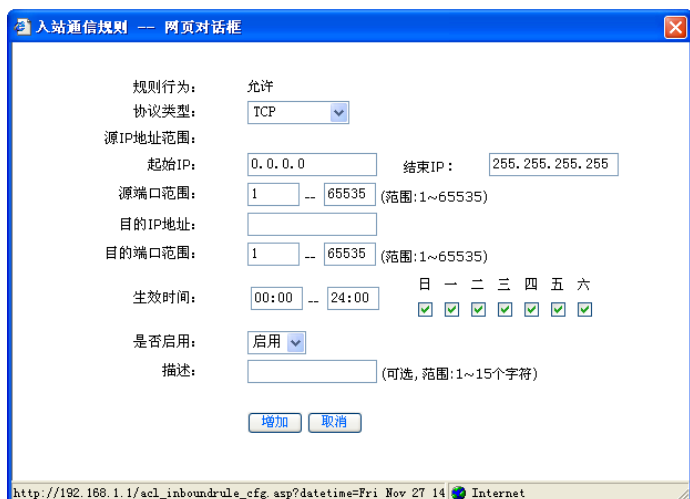 入站通信规则 -- 网页对话框
规则行为： 允许
协议类型： TCP
源IP地址范围：
起始IP： 0.0.0.0 结束IP： 255.255.255.255
源端口范围： 1 -- 65535 (范围:1~65535)
目的IP地址：
目的端口范围： 1 -- 65535 (范围:1~65535)
日 一 二 三 四 五 六
生效时间： 00:00 -- 24:00
是否启用： 启用
描述： (可选,范围:1~15个字符)
增加 取消
http://192.168.1.1/acl_inboundrule_cfg.asp?datetime=Fri Nov 27 14 Internet